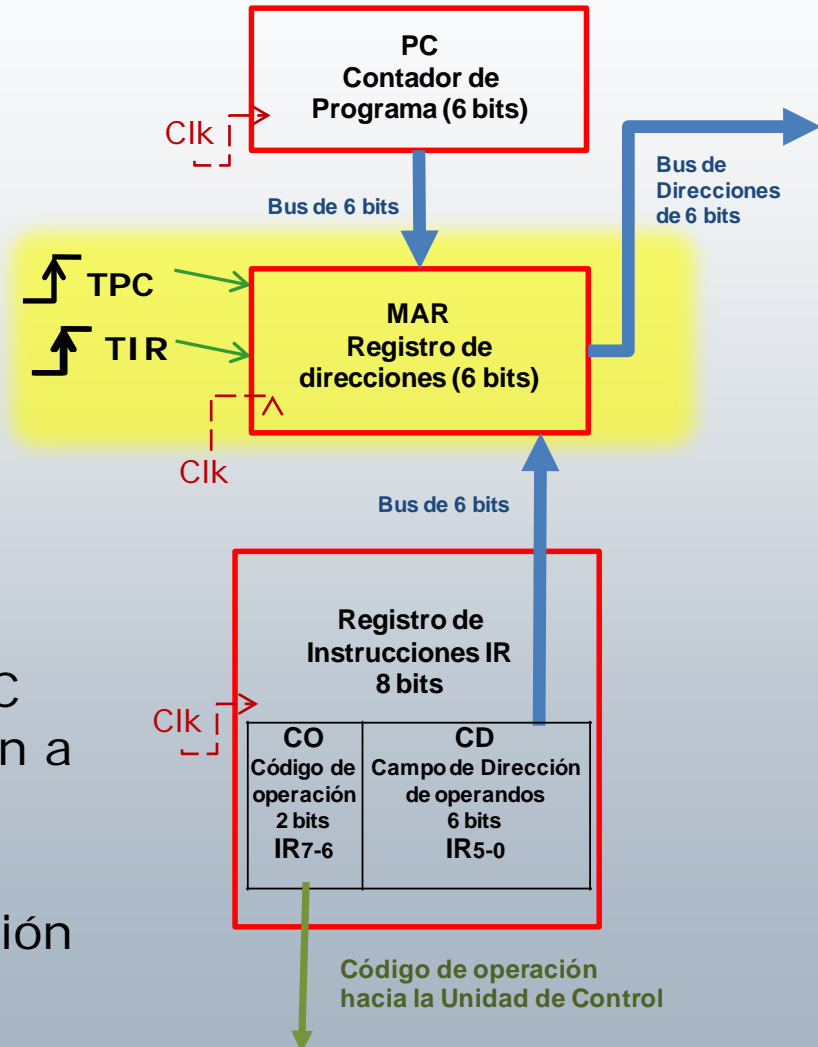 PC
Contador de
Programa (6 bits)
Clk
Bus de
Direcciones
de 6 bits
Bus de 6 bits
TPC
TIR
MAR
Registro de
direcciones (6 bits)
Clk
Bus de 6 bits
Registro de
Instrucciones IR
8 bits
C
n a
ión
Clk
CO
Código de
operación
2 bits
IR7-6
CD
Campo de Dirección
de operandos
6 bits
IR5-0
Código de operación
hacia la Unidad de Control